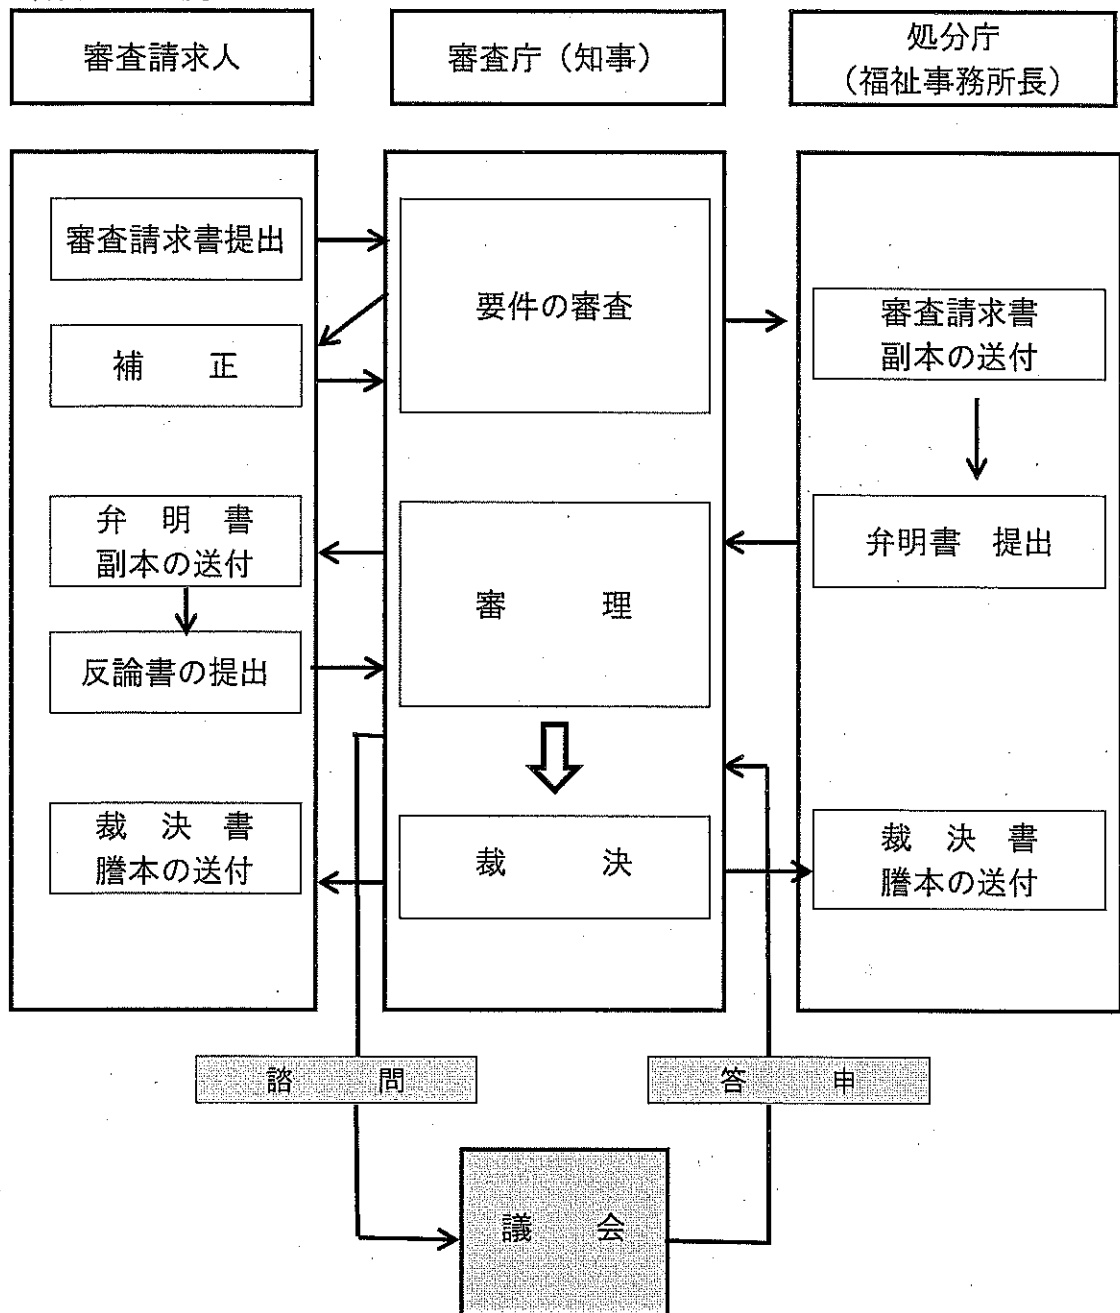 審査請求人
審査庁（知事）
処分庁
（福祉事務所長）
審査請求書提出
要件の審査
審査請求書
副本の送付
補　　正
弁　明　書
副本の送付
審　　理
弁明書　提出
反論書の提出
裁　決　書
謄本の送付
裁　　決
裁　決　書
謄本の送付
諮　　問
答　　申
議　　会